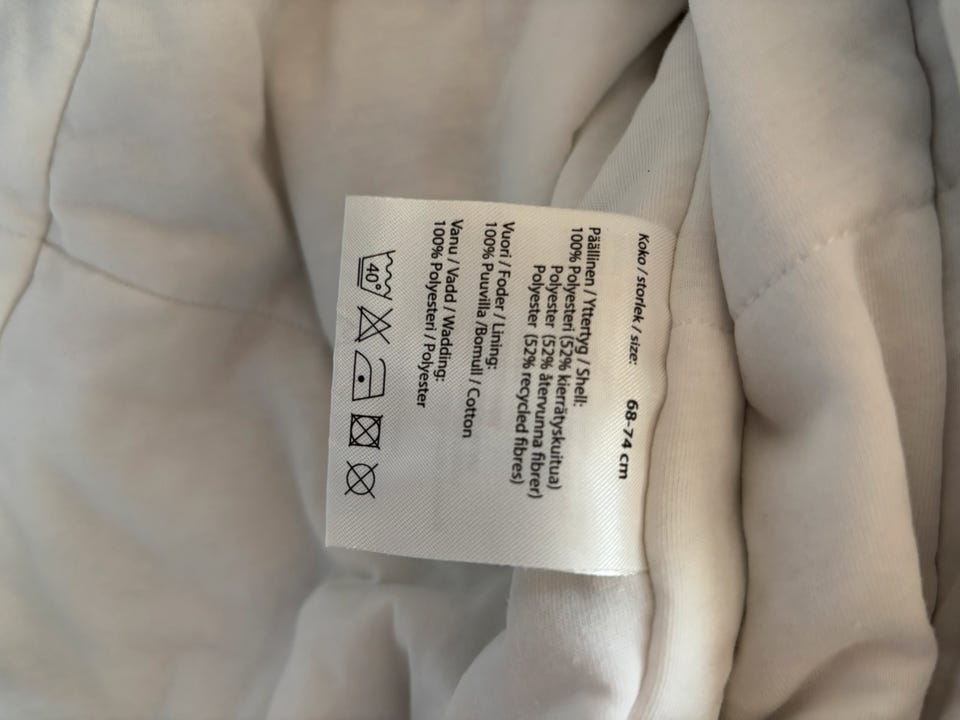 Koko / storlek / size: 68-74 cm
Päällinen / Yttertyg / Shell:
100% Polyesteri (52% kierrätyskuitua)
Polyester (52% återvunna fibrer)
Polyester (52% recycled fibres)
Vuori / Foder / Lining:
100% Puuvilla /Bomull / Cotton
Vanu / Vadd / Wadding:
100% Polyesteri / Polyester
40°